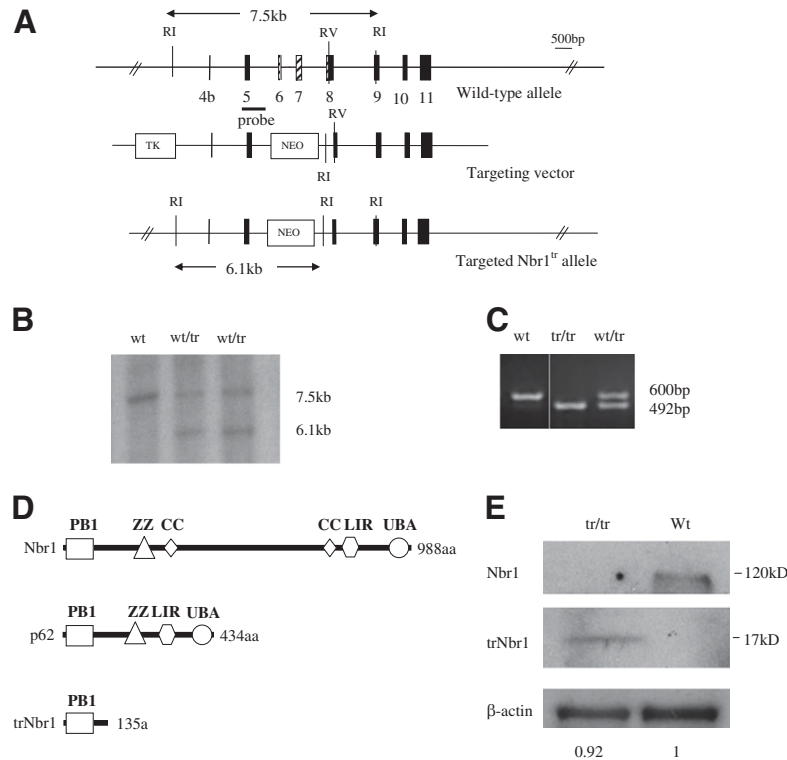 A
7.5kb
RI
RV
RI
500bp
4b
5
6
7
8
9
10
11
Wild-type allele
probe
RV
TK
NEO
RI
Targeting vector
RI
RI
RI
NEO
Targeted Nbr1tr allele
6.1kb
B
wt
wt/tr
wt/tr
7.5kb
6.1kb
C
wt
tr/tr
wt/tr
600bp
492bp
D
PB1
ZZ
CC
CC
LIR
UBA
Nbr1
988aa
PB1
ZZ
LIR
UBA
p62
434aa
PB1
trNbr1
135a
E
tr/tr
Wt
Nbr1
-120kD
trNbr1
-17kD
β-actin
0.92
1